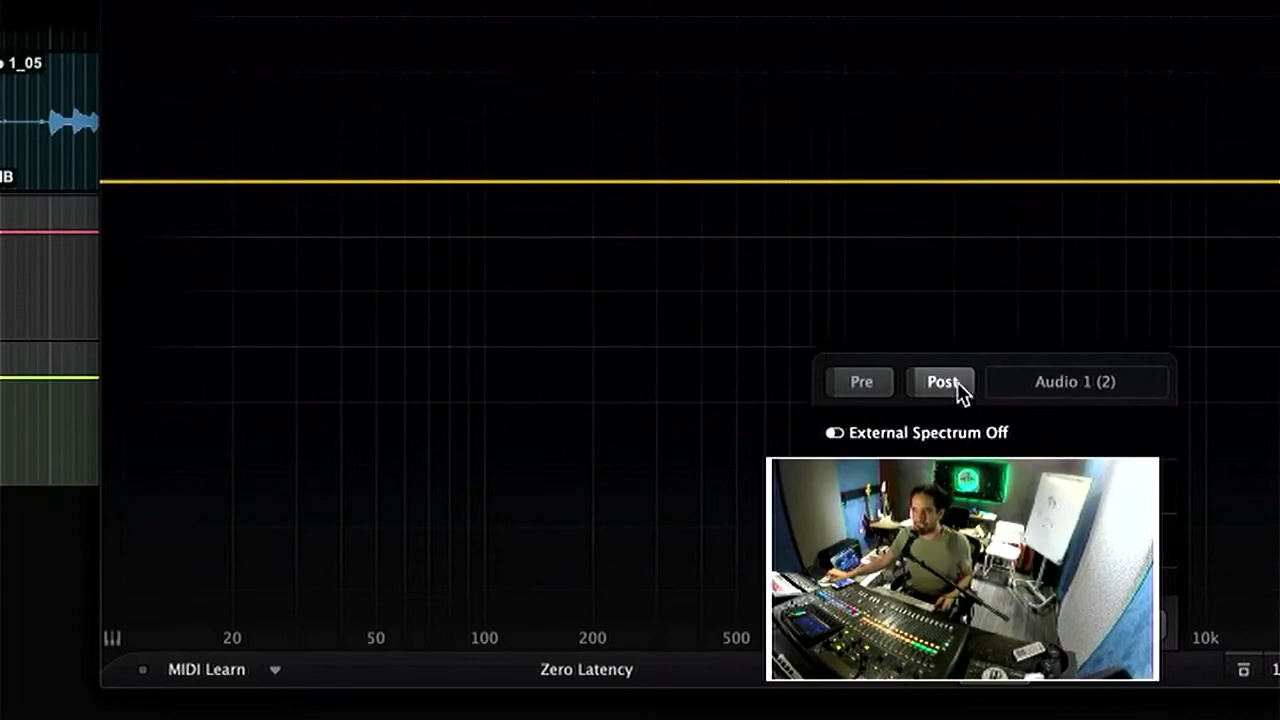 1_05
Pre Post Audio 1 (2)
External Spectrum Off
20 50 100 200 500 10k
MIDI Learn Zero Latency